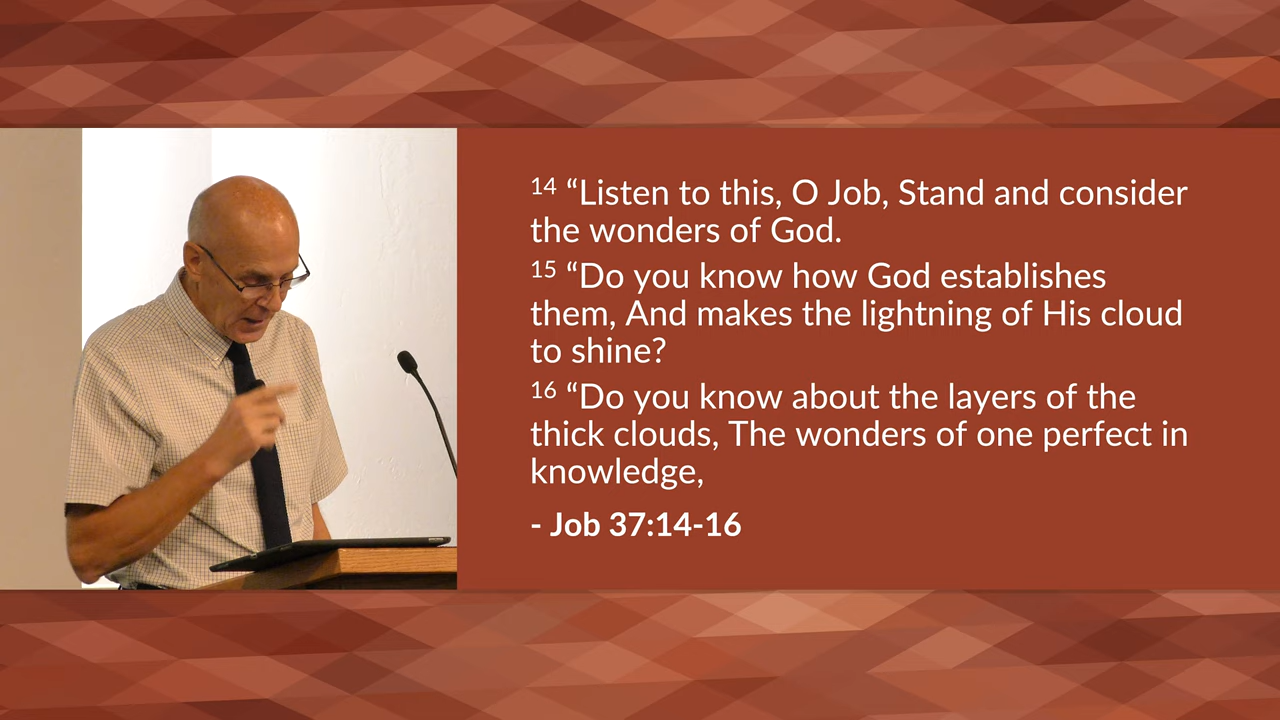 14 “Listen to this, O Job, Stand and consider
the wonders of God.
15 “Do you know how God establishes
them, And makes the lightning of His cloud
to shine?
16 “Do you know about the layers of the
thick clouds, The wonders of one perfect in
knowledge,
- Job 37:14-16